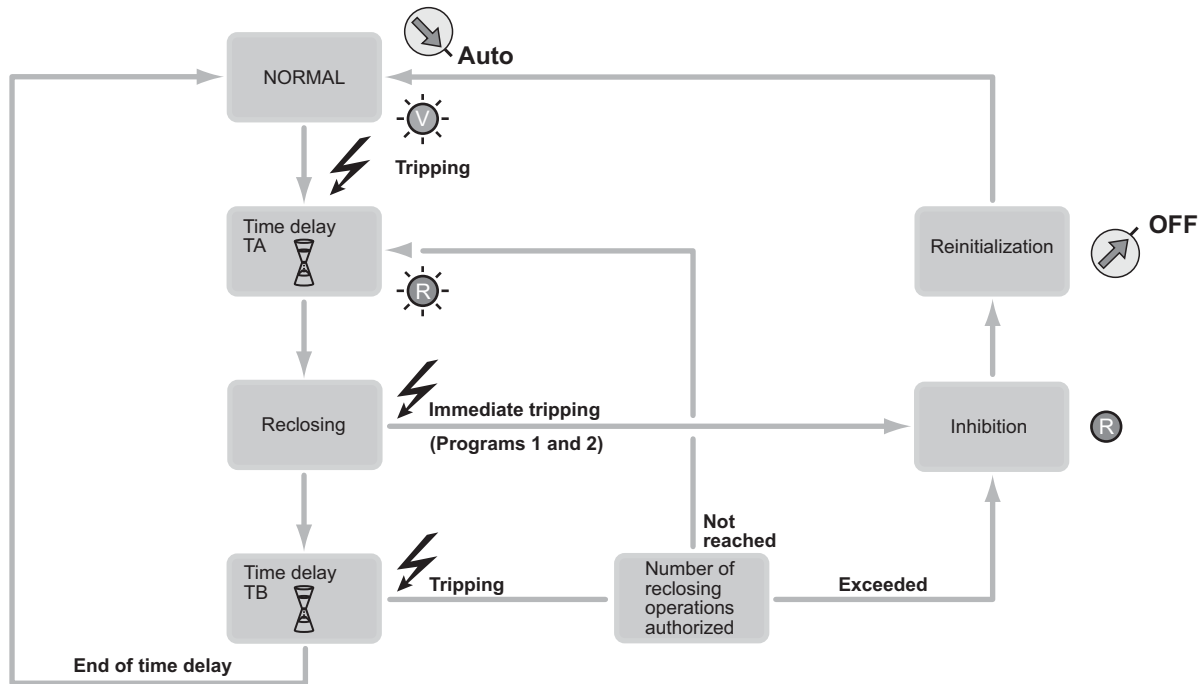 Auto
NORMAL
V
Tripping
Time delay
TA
R
OFF
Reinitialization
Reclosing
Immediate tripping
(Programs 1 and 2)
Inhibition
R
Not
reached
Time delay
TB
Tripping
Number of
reclosing
operations
authorized
Exceeded
End of time delay